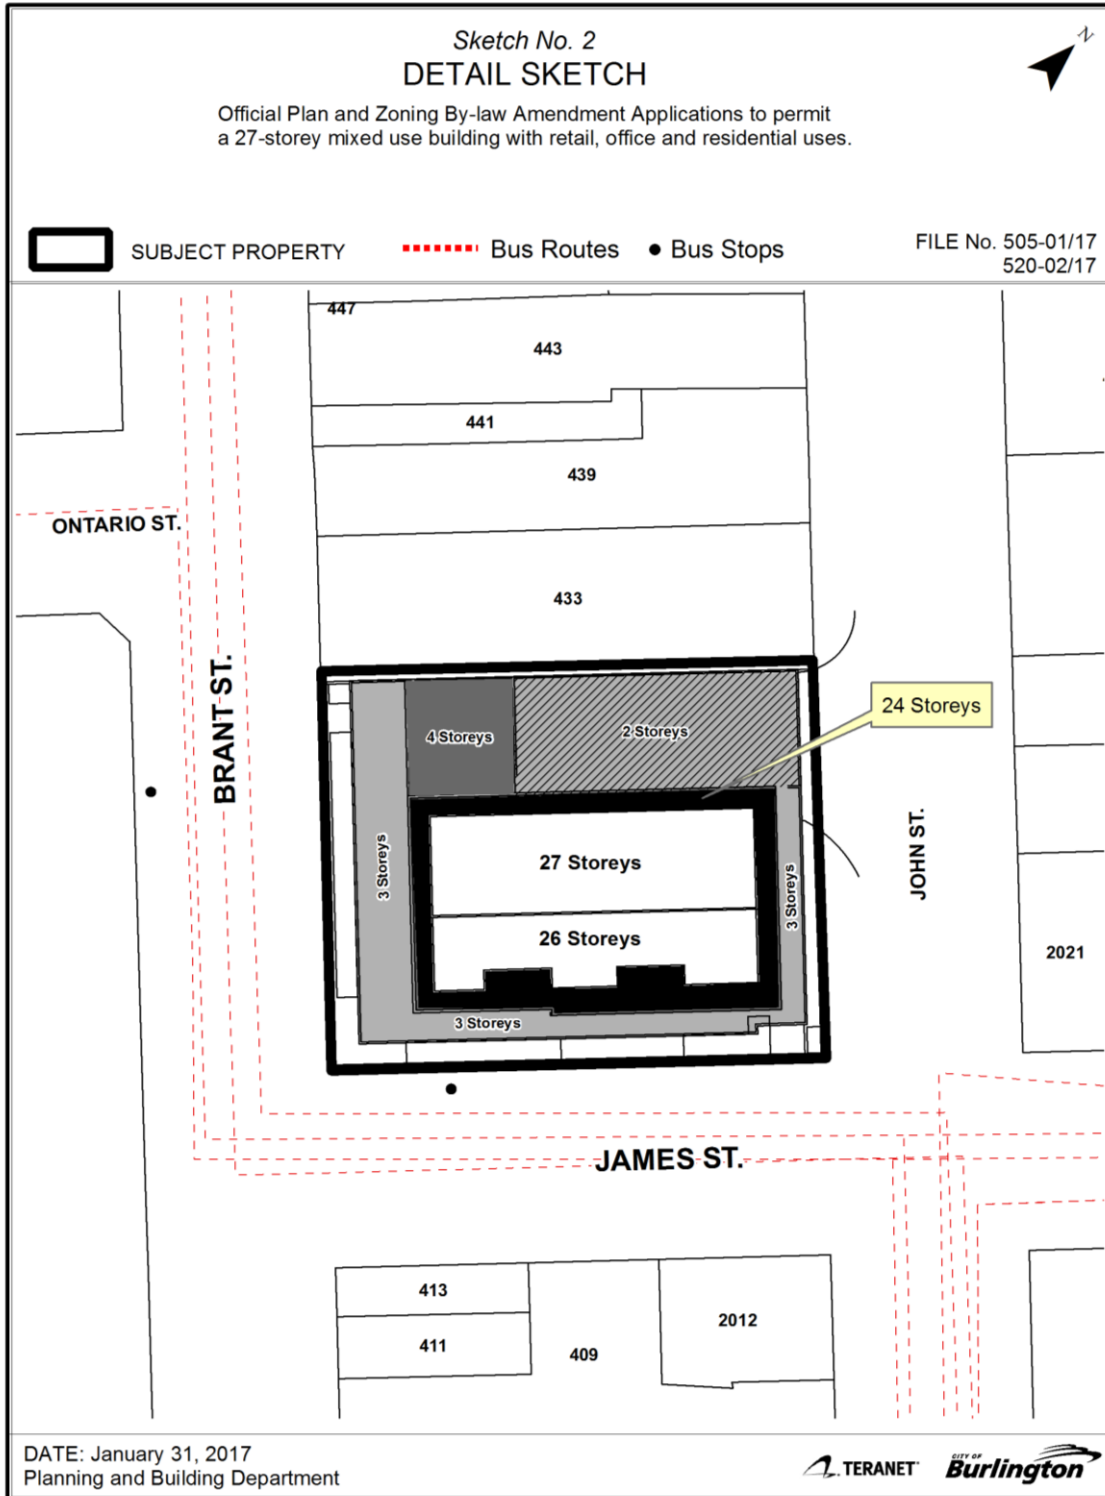 Sketch No. 2
DETAIL SKETCH
N
Official Plan and Zoning By-law Amendment Applications to permit
a 27-storey mixed use building with retail, office and residential uses.
SUBJECT PROPERTY
Bus Routes
Bus Stops
FILE No. 505-01/17
520-02/17
447
443
441
439
ONTARIO ST.
433
BRANT ST.
24 Storeys
4 Storeys
2 Storeys
3 Storeys
27 Storeys
JOHN ST.
3 Storeys
26 Storeys
2021
3 Storeys
JAMES ST.
413
411
409
2012
DATE: January 31, 2017
Planning and Building Department
TERANET
CITY OF
Burlington